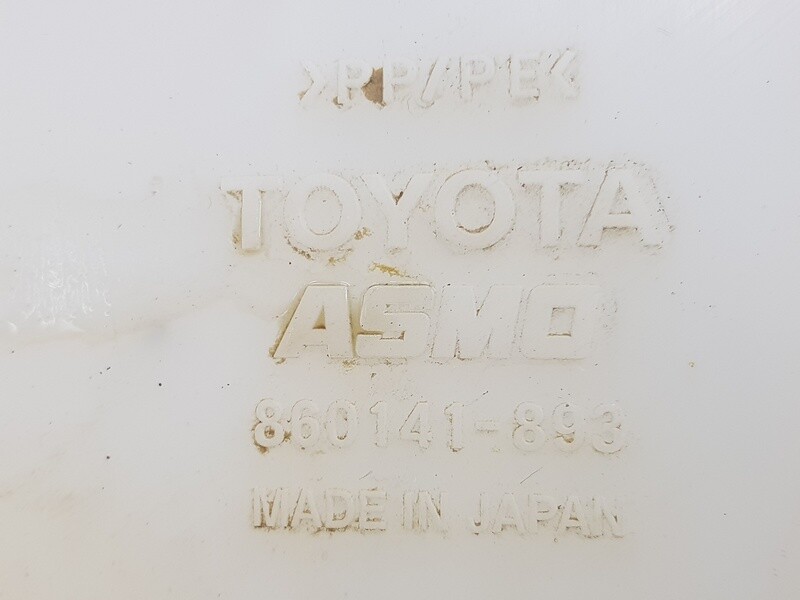 >PP/PE<
TOYOTA
ASMO
860141-893
MADE IN JAPAN